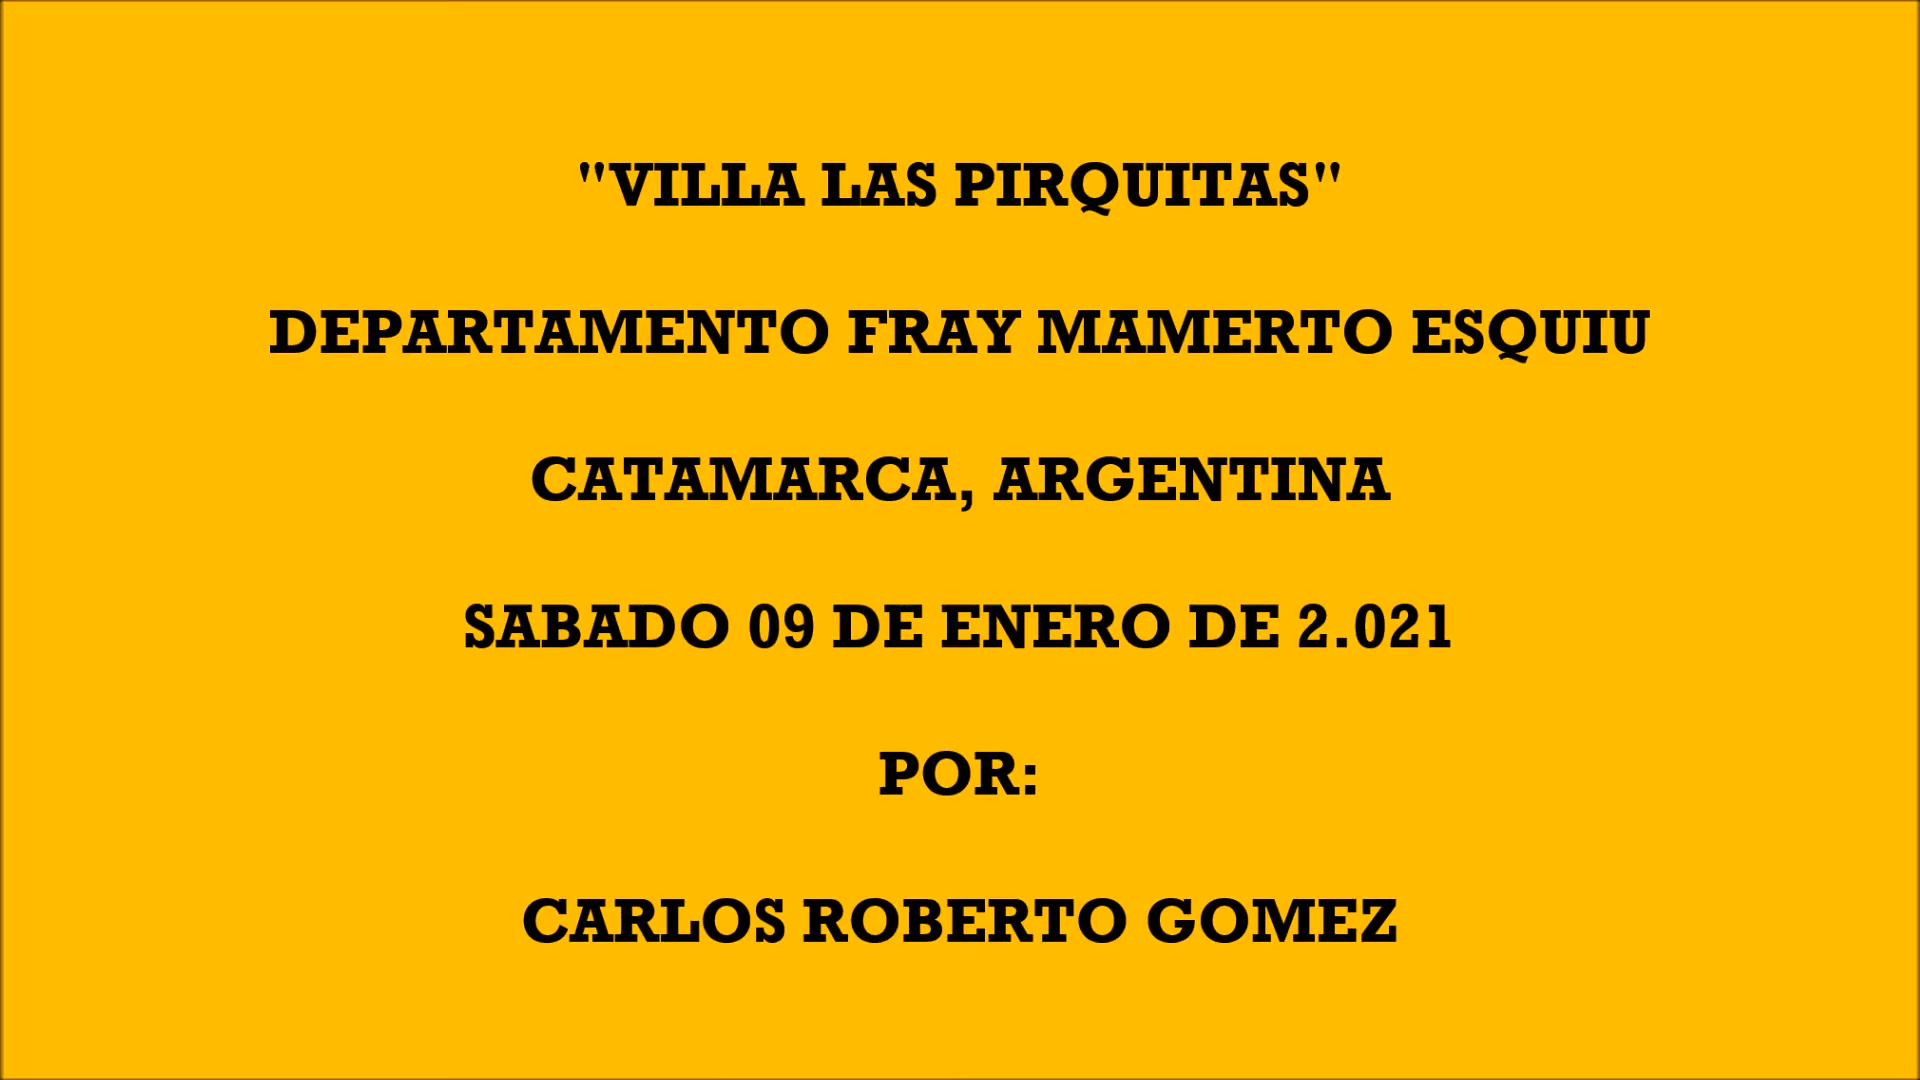 "VILLA LAS PIRQUITAS"
DEPARTAMENTO FRAY MAMERTO ESQUIU
CATAMARCA, ARGENTINA
SABADO 09 DE ENERO DE 2.021
POR:
CARLOS ROBERTO GOMEZ